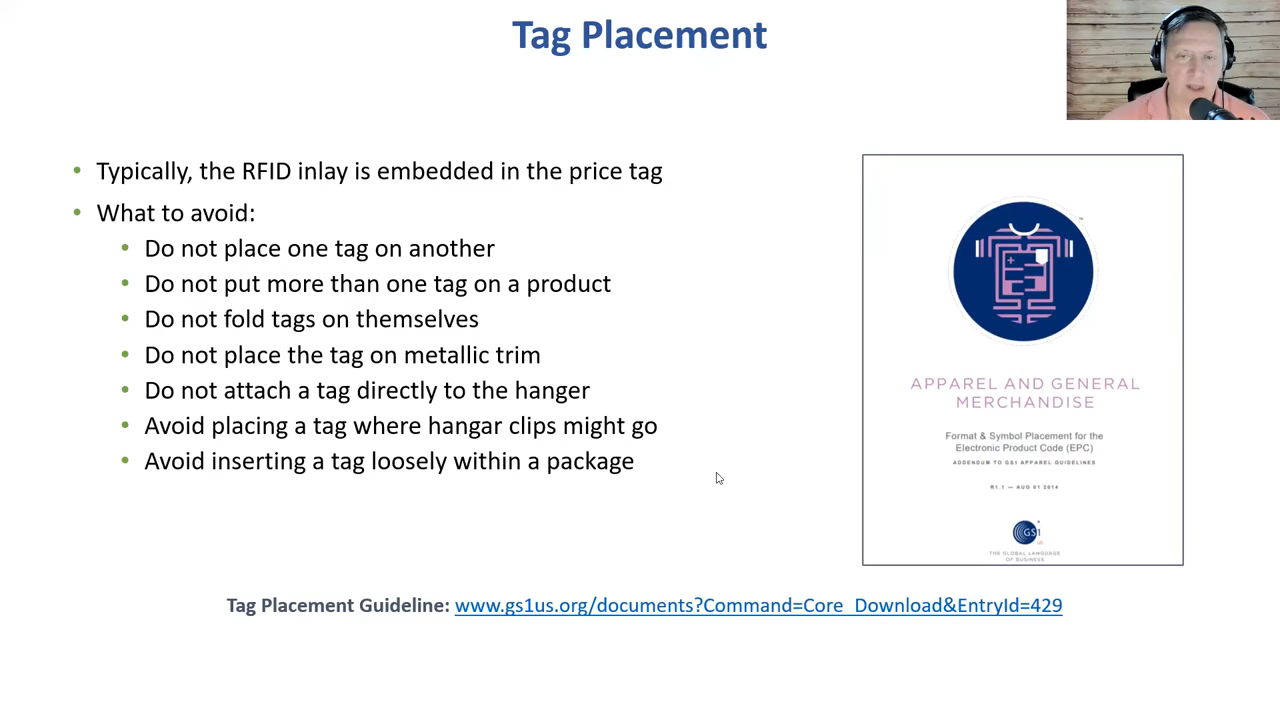 Tag Placement
• Typically, the RFID inlay is embedded in the price tag
• What to avoid:
• Do not place one tag on another
• Do not put more than one tag on a product
• Do not fold tags on themselves
• Do not place the tag on metallic trim
• Do not attach a tag directly to the hanger
• Avoid placing a tag where hangar clips might go
• Avoid inserting a tag loosely within a package
™
APPAREL AND GENERAL
MERCHANDISE
Format & Symbol Placement for the
Electronic Product Code (EPC)
ADDENDUM TO GS1 APPAREL GUIDELINES
R1.1 — AUG 01 2014
GS1
US
THE GLOBAL LANGUAGE
OF BUSINESS
Tag Placement Guideline: www.gs1us.org/documents?Command=Core_Download&EntryId=429